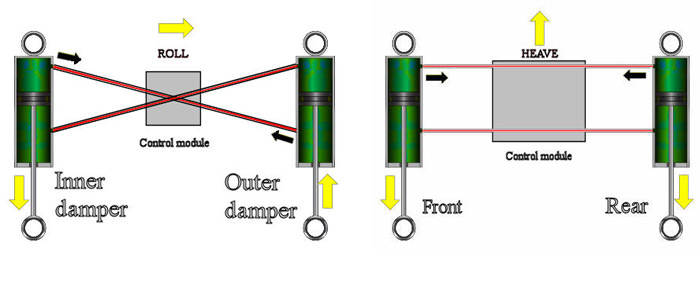 ROLL
Control module
Inner
damper
Outer
damper
HEAVE
Control module
Front
Rear